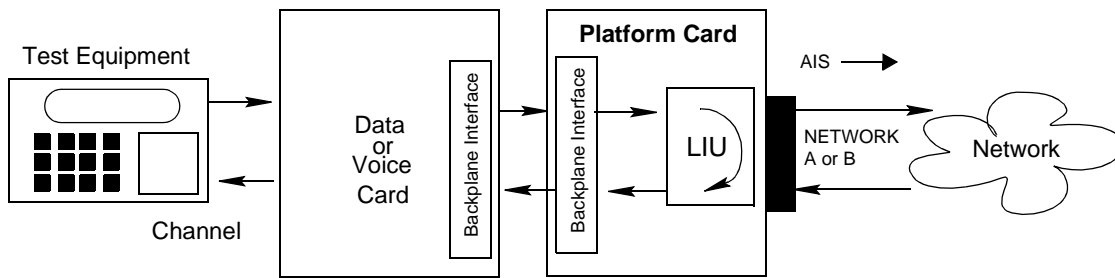 Test Equipment
Channel
Data
or
Voice
Card
Backplane Interface
Platform Card
Backplane Interface
LIU
AIS
NETWORK
A or B
Network